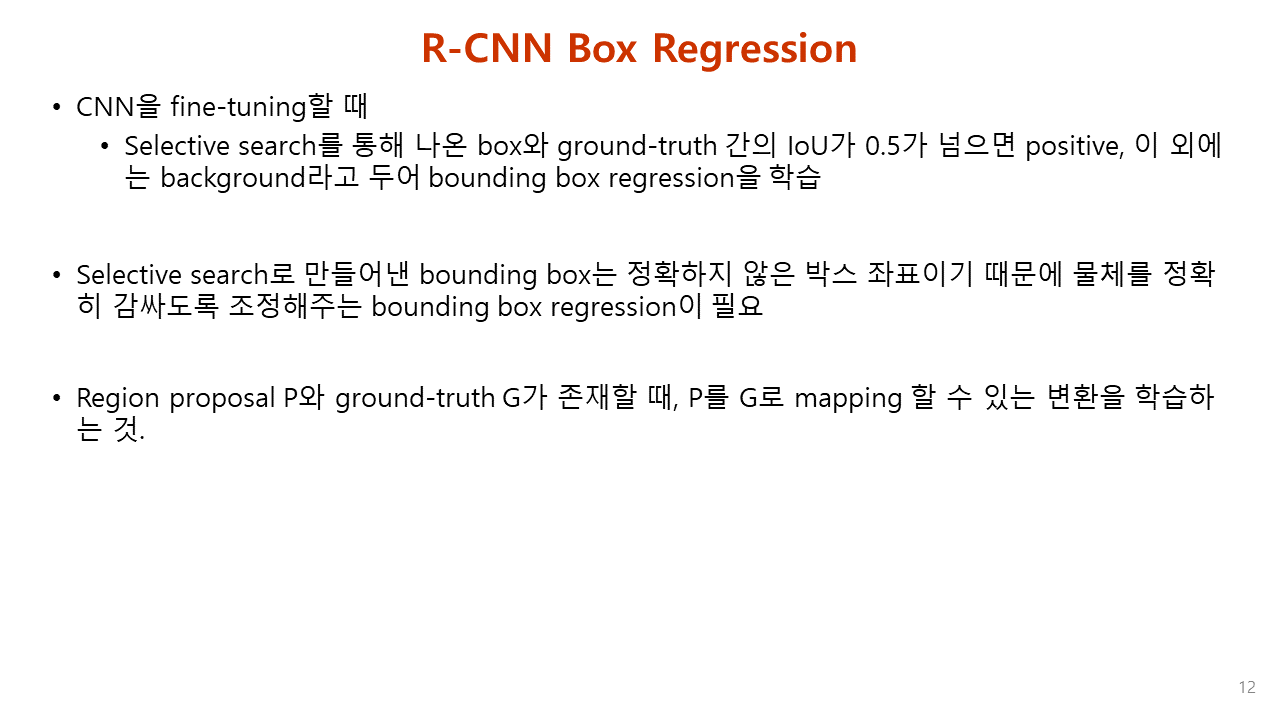 R-CNN Box Regression
• CNN을 fine-tuning할 때
• Selective search를 통해 나온 box와 ground-truth 간의 IoU가 0.5가 넘으면 positive, 이 외에
는 background라고 두어 bounding box regression을 학습
• Selective search로 만들어낸 bounding box는 정확하지 않은 박스 좌표이기 때문에 물체를 정확
히 감싸도록 조정해주는 bounding box regression이 필요
• Region proposal P와 ground-truth G가 존재할 때, P를 G로 mapping 할 수 있는 변환을 학습하
는 것.
12